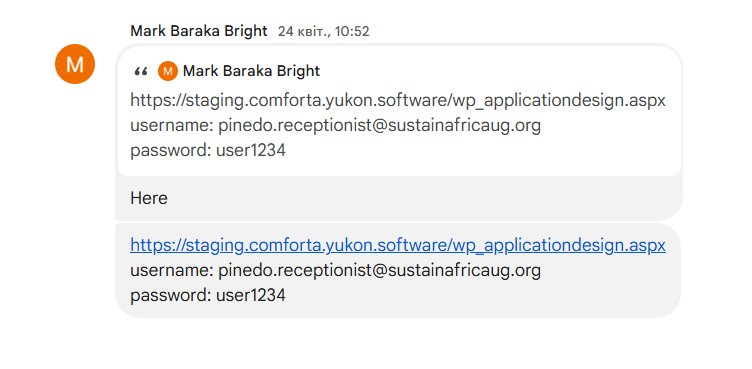 Mark Baraka Bright 24 квіт., 10:52
M
“ M Mark Baraka Bright
https://staging.comforta.yukon.software/wp_applicationdesign.aspx
username: pinedo.receptionist@sustainafricaug.org
password: user1234
Here
https://staging.comforta.yukon.software/wp_applicationdesign.aspx
username: pinedo.receptionist@sustainafricaug.org
password: user1234